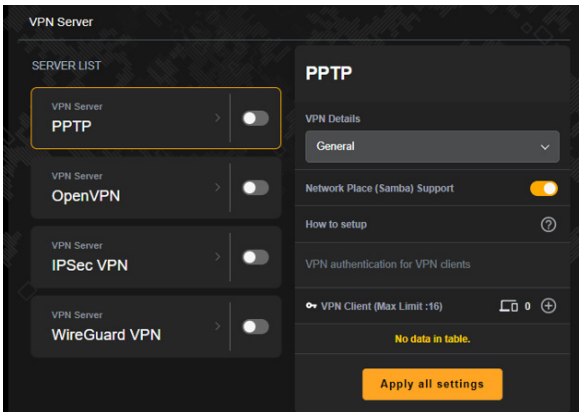 VPN Server
SERVER LIST
VPN Server
PPTP
VPN Server
OpenVPN
VPN Server
IPSec VPN
VPN Server
WireGuard VPN
PPTP
VPN Details
General
Network Place (Samba) Support
How to setup
?
VPN authentication for VPN clients
VPN Client (Max Limit :16)
0
No data in table.
Apply all settings